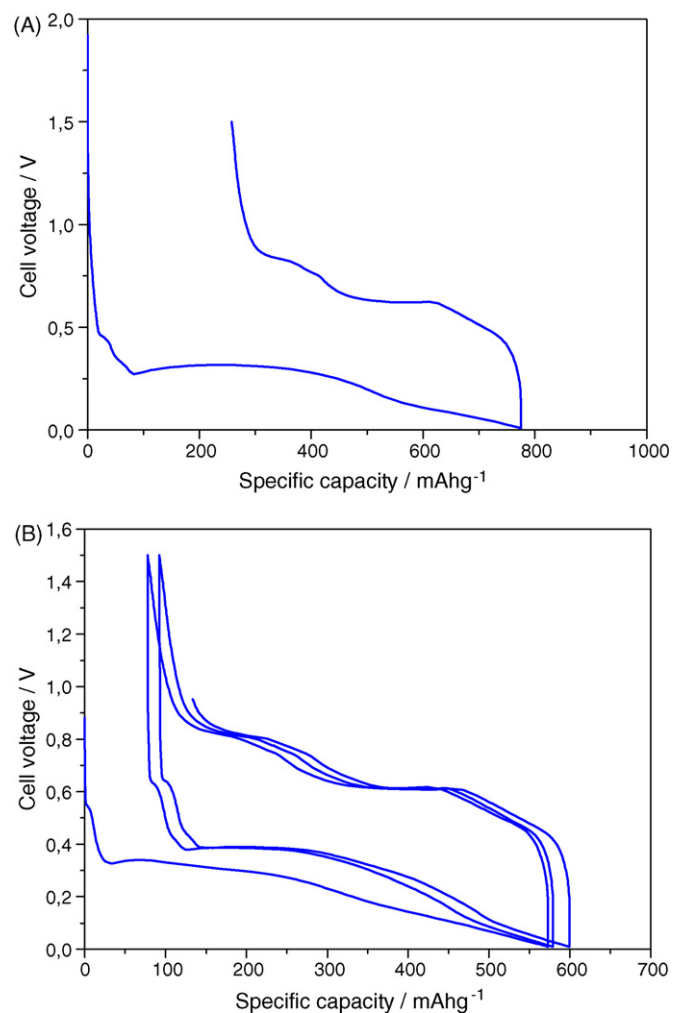 (A)
2,0
1,5
1,0
0,5
0,0
Cell voltage / V
0 200 400 600 800 1000
Specific capacity / mAhg⁻¹
(B)
1,6
1,4
1,2
1,0
0,8
0,6
0,4
0,2
0,0
Cell voltage / V
0 100 200 300 400 500 600 700
Specific capacity / mAhg⁻¹